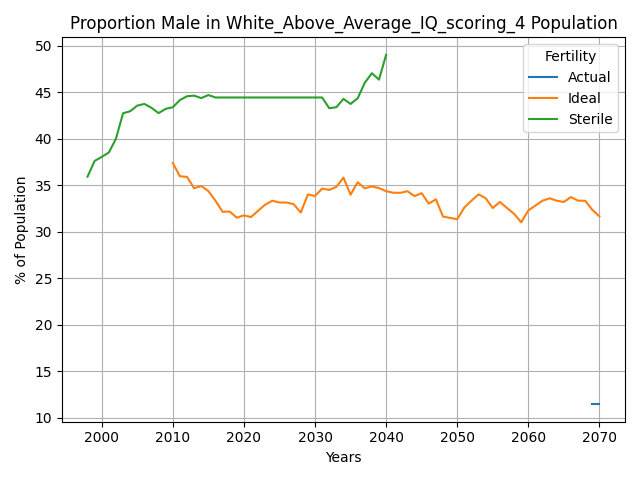 Proportion Male in White_Above_Average_IQ_scoring_4 Population
Fertility
Actual
Ideal
Sterile
% of Population
50
45
40
35
30
25
20
15
10
2000 2010 2020 2030 2040 2050 2060 2070
Years